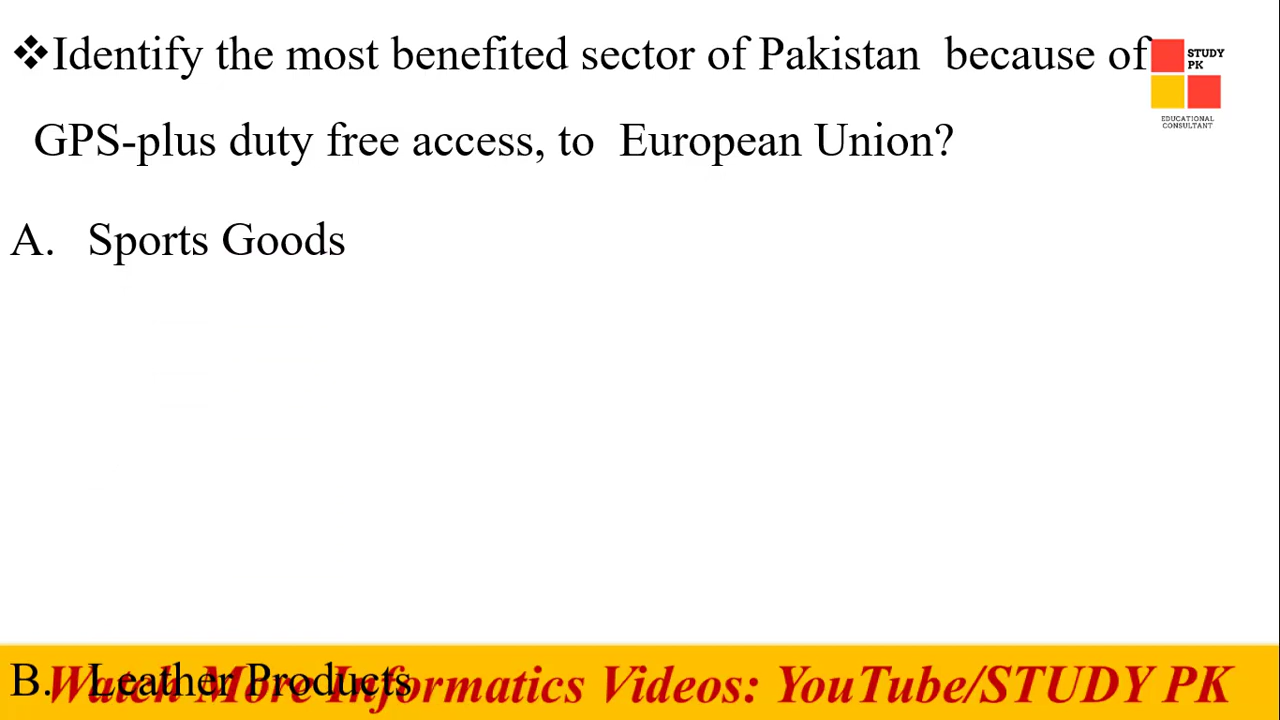 ❖Identify the most benefited sector of Pakistan because of
GPS-plus duty free access, to European Union?
STUDY
PK
EDUCATIONAL
CONSULTANT
A. Sports Goods
B. Leather Products
Watch More Informatics Videos: YouTube/STUDY PK